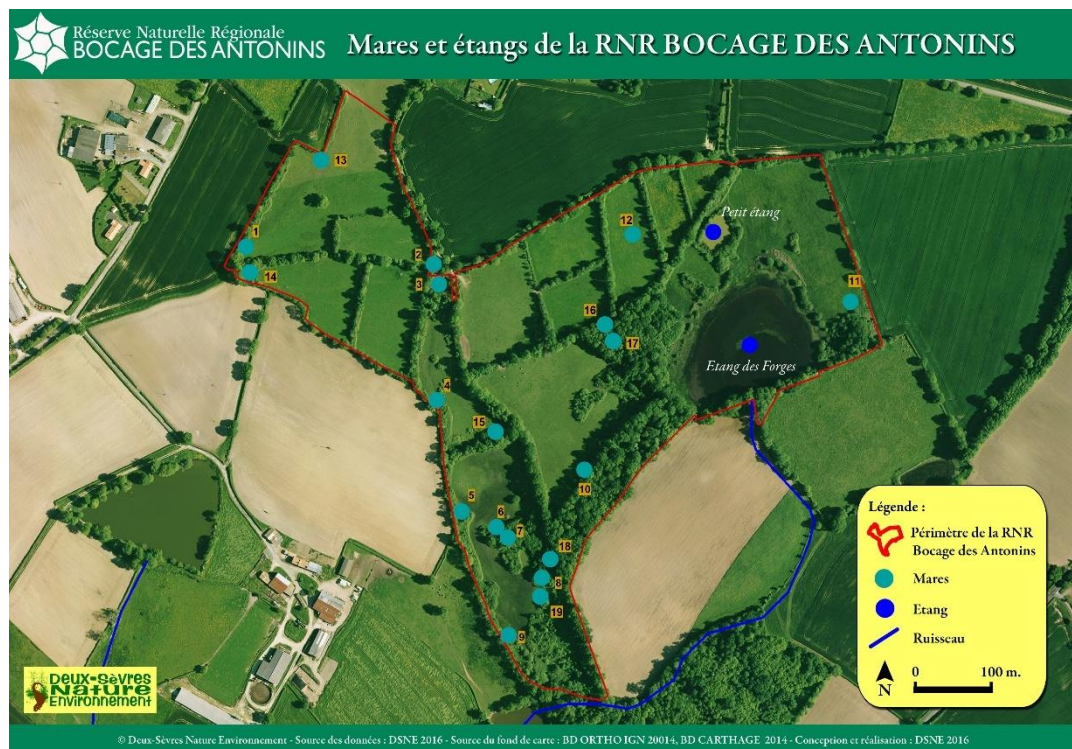 Réserve Naturelle Régionale
BOCAGE DES ANTONINS
Mares et étangs de la RNR BOCAGE DES ANTONINS
13
1
14
2
3
12
Petit étang
11
16
17
Etang des Forges
4
15
10
5
6
7
18
8
19
9
Légende :
Périmètre de la RNR
Bocage des Antonins
Mares
Etang
Ruisseau
N
0 100 m.
DEUX-SÈVRES
NATURE
ENVIRONNEMENT
© Deux-Sèvres Nature Environnement - Source des données : DSNE 2016 - Source du fond de carte : BD ORTHO IGN 20014, BD CARTHAGE 2014 - Conception et réalisation : DSNE 2016